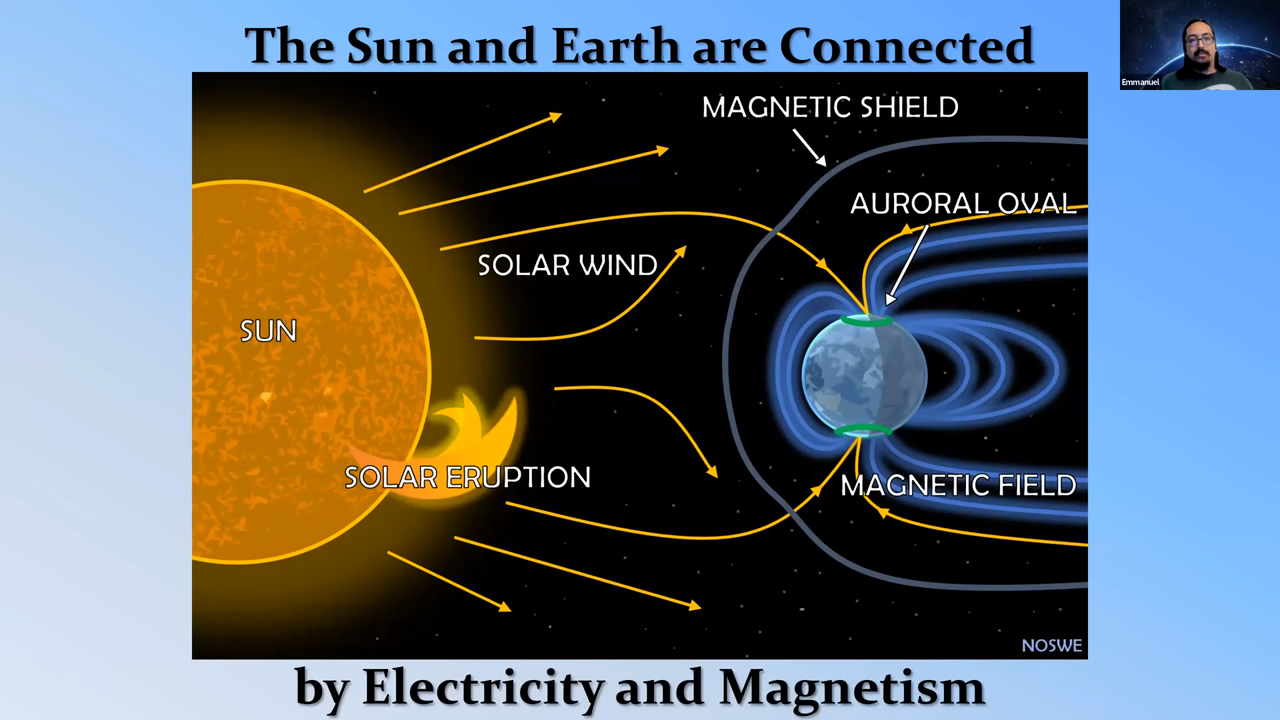 The Sun and Earth are Connected
Emmanuel
MAGNETIC SHIELD
AURORAL OVAL
SOLAR WIND
SUN
SOLAR ERUPTION
MAGNETIC FIELD
NOSWE
by Electricity and Magnetism